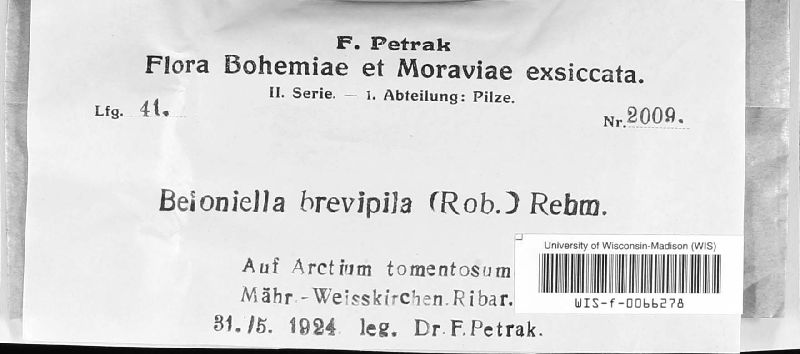 F. Petrak
Flora Bohemiae et Moraviae exsiccata.
II. Serie. — 1. Abteilung: Pilze.
Lfg. 41.
Nr. 2009.
Beloniella brevipila (Rob.) Rehm.
Auf Arctium tomentosum
Mähr.-Weisskirchen. Ribar.
31./5. 1924 leg. Dr. F. Petrak.
University of Wisconsin-Madison (WIS)
WIS-f-0066278